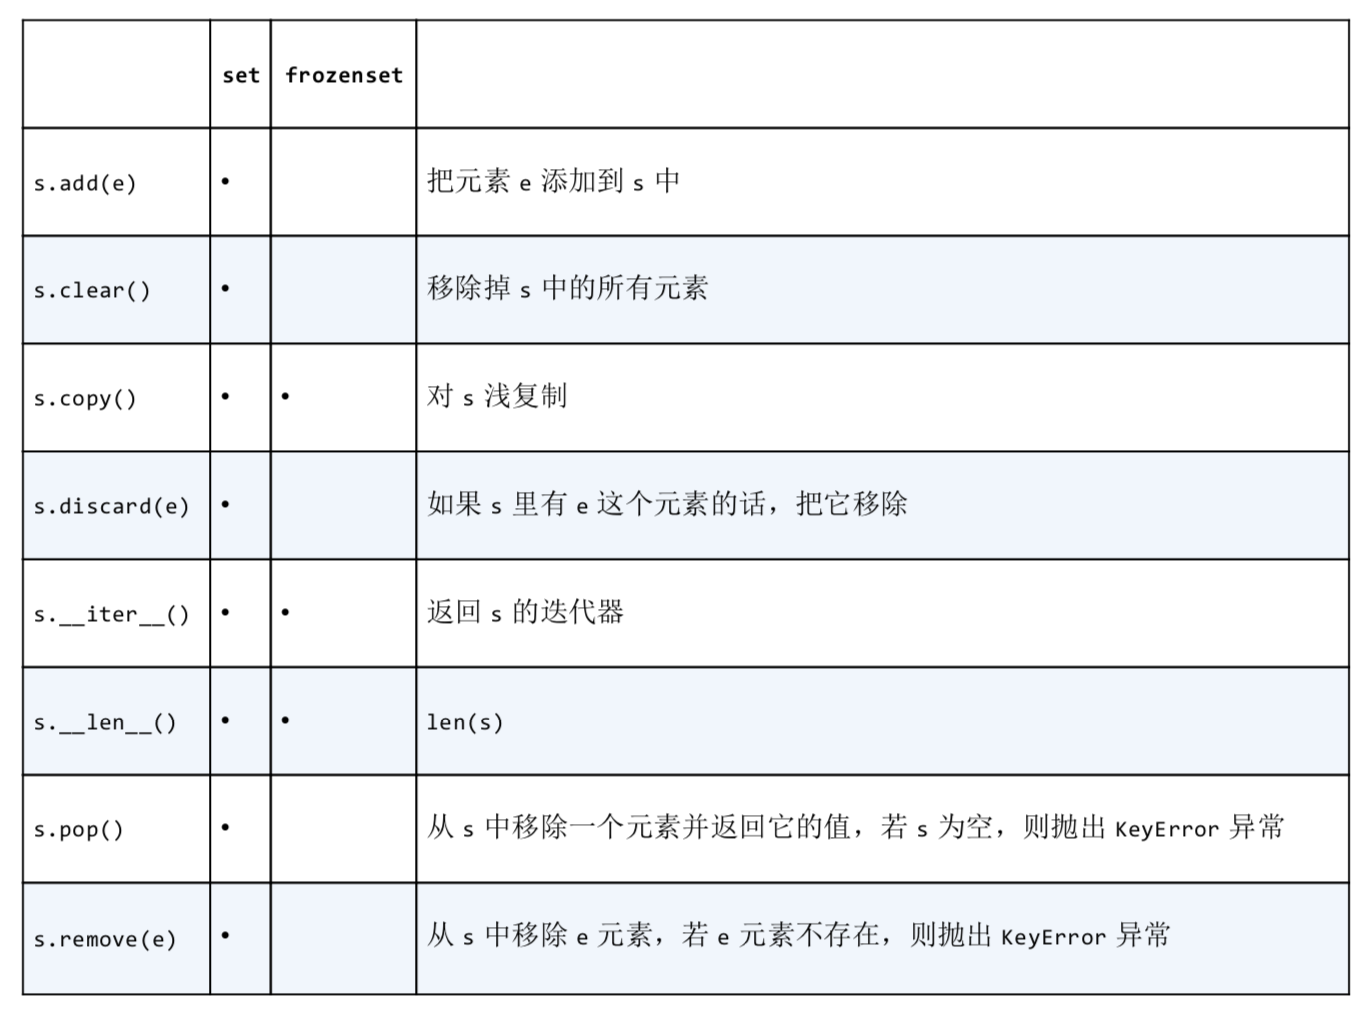 set frozenset
s.add(e) • 把元素 e 添加到 s 中
s.clear() • 移除掉 s 中的所有元素
s.copy() • • 对 s 浅复制
s.discard(e) • 如果 s 里有 e 这个元素的话，把它移除
s.__iter__() • • 返回 s 的迭代器
s.__len__() • • len(s)
s.pop() • 从 s 中移除一个元素并返回它的值，若 s 为空，则抛出 KeyError 异常
s.remove(e) • 从 s 中移除 e 元素，若 e 元素不存在，则抛出 KeyError 异常